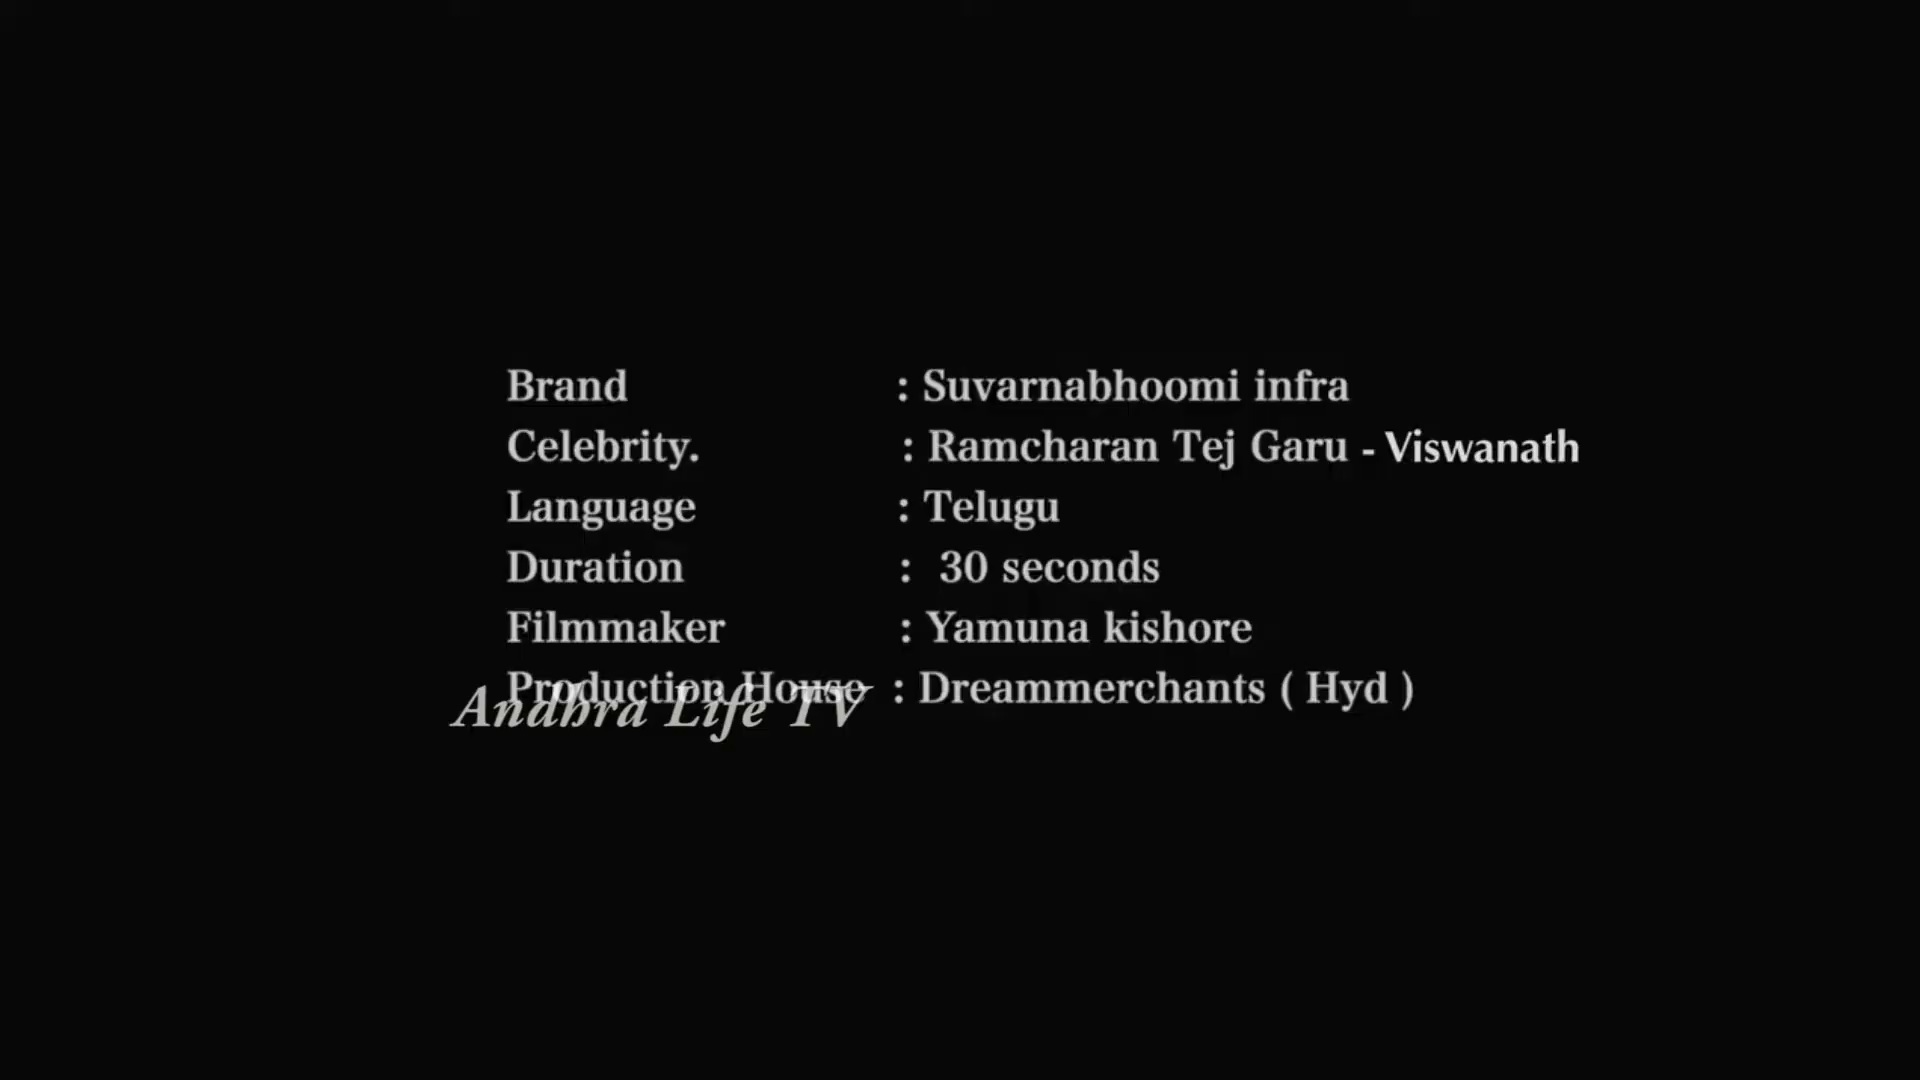 Brand : Suvarnabhoomi infra
Celebrity. : Ramcharan Tej Garu - Viswanath
Language : Telugu
Duration : 30 seconds
Filmmaker : Yamuna kishore
Production House : Dreammerchants ( Hyd )
Andhra Life TV